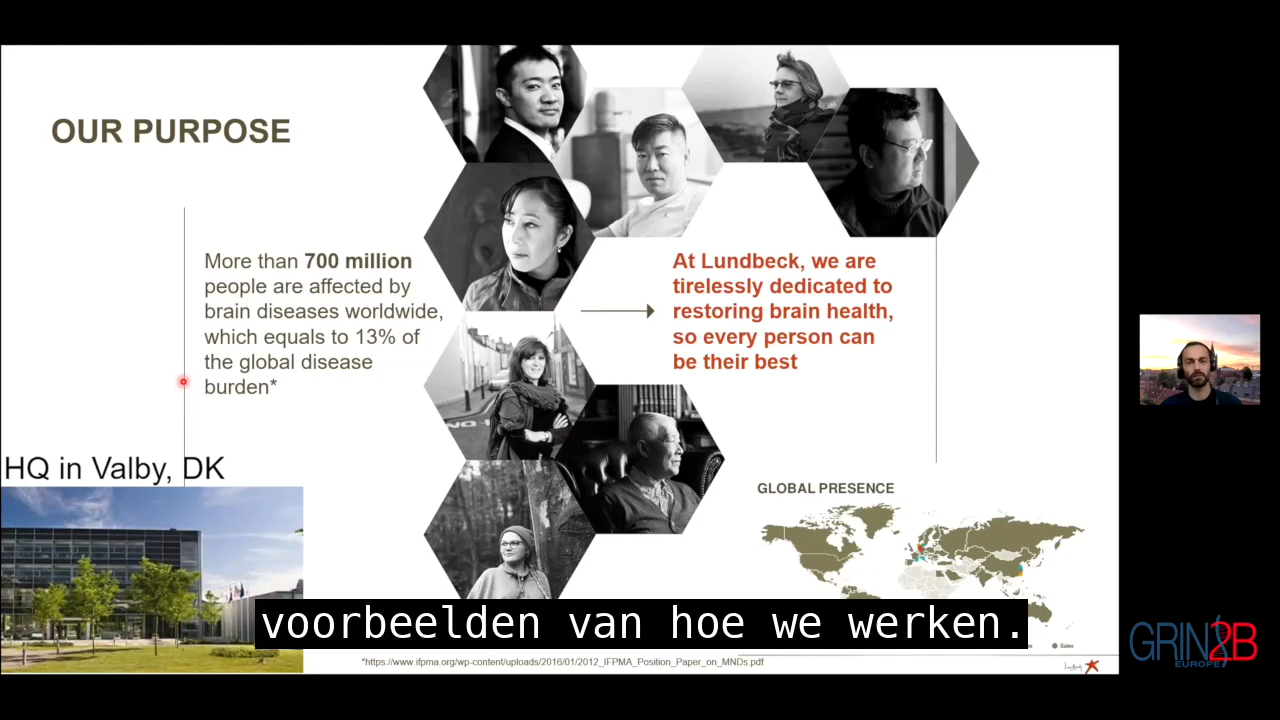 OUR PURPOSE
More than 700 million
people are affected by
brain diseases worldwide,
which equals to 13% of
the global disease
burden*
At Lundbeck, we are
tirelessly dedicated to
restoring brain health,
so every person can
be their best
HQ in Valby, DK
GLOBAL PRESENCE
Sales
voorbeelden van hoe we werken.
*https://www.ifpma.org/wp-content/uploads/2016/01/2012_IFPMA_Position_Paper_on_MNDs.pdf
Lundbeck
GRIN2B
EUROPE